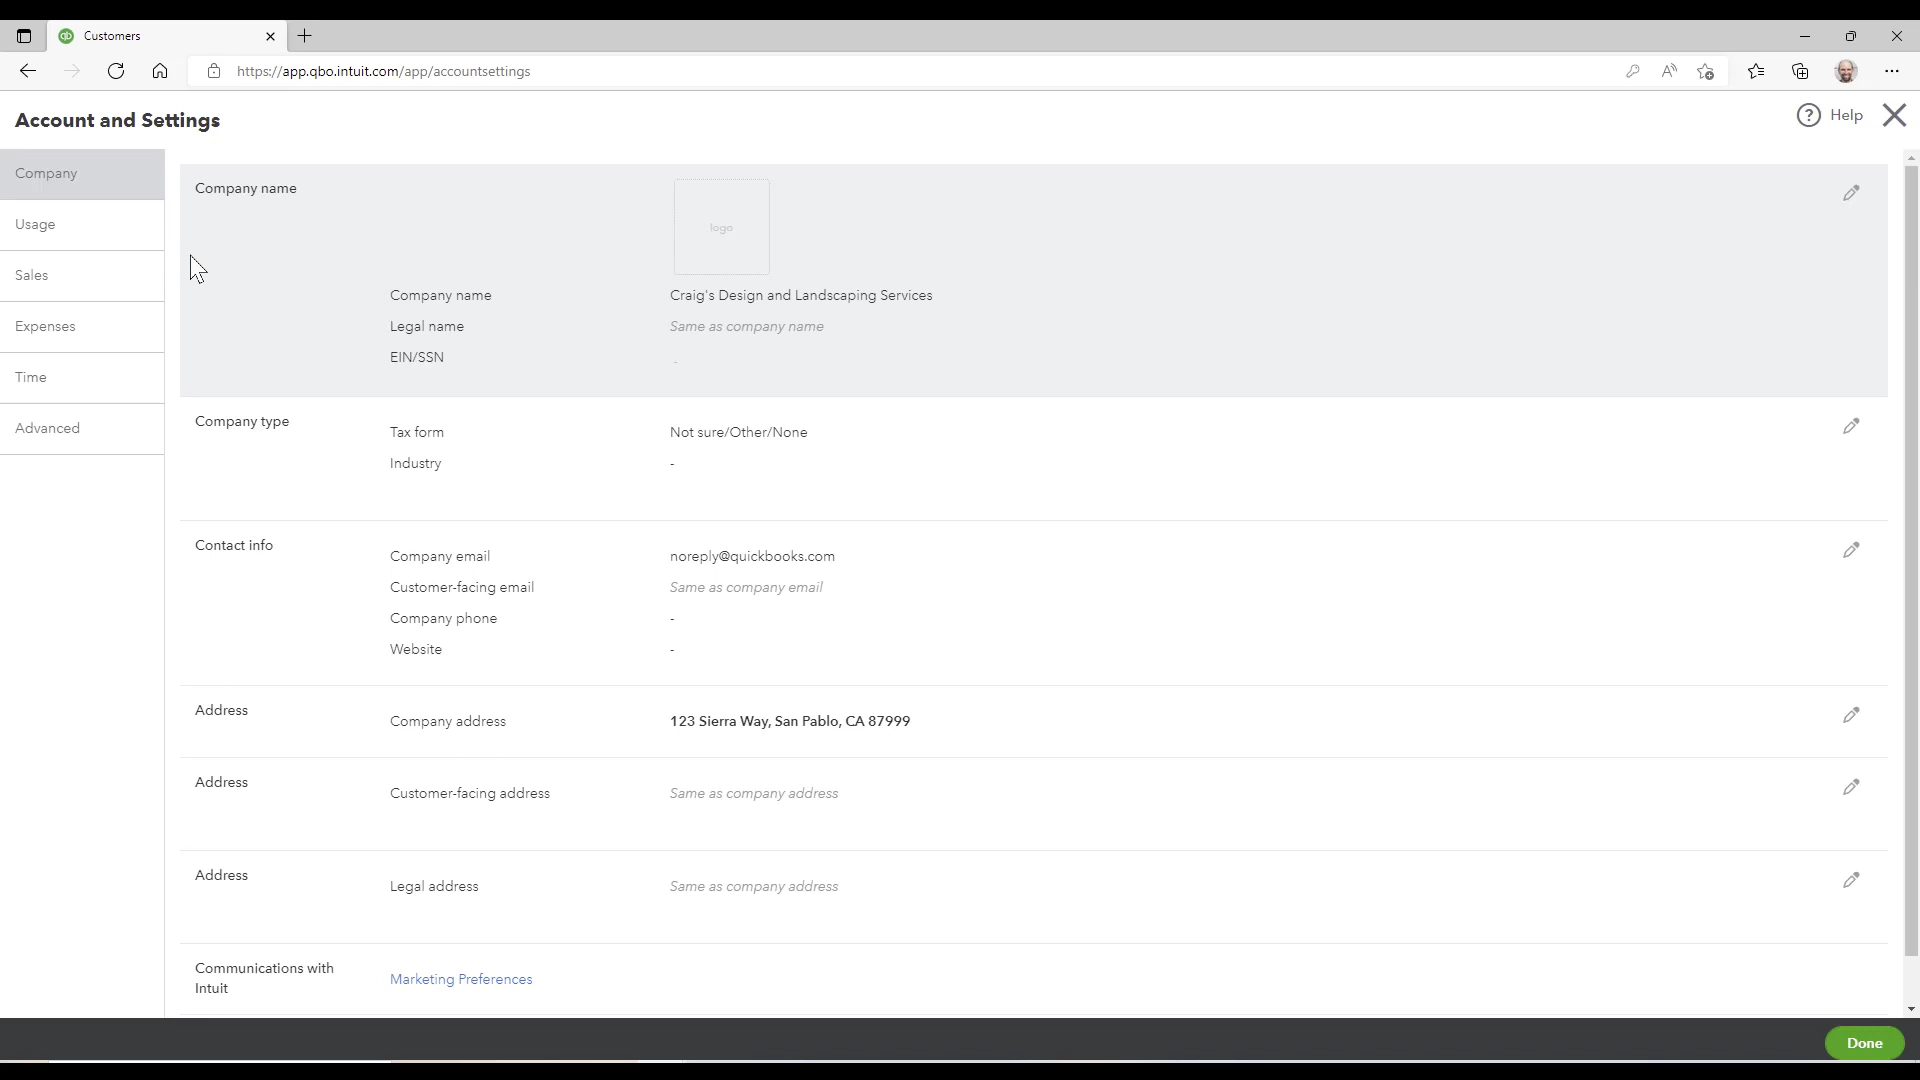 Customers
https://app.qbo.intuit.com/app/accountsettings
Account and Settings
Help
Company
Usage
Sales
Expenses
Time
Advanced
Company name
logo
Company name Craig's Design and Landscaping Services
Legal name Same as company name
EIN/SSN -
Company type
Tax form Not sure/Other/None
Industry -
Contact info
Company email noreply@quickbooks.com
Customer-facing email Same as company email
Company phone -
Website -
Address
Company address 123 Sierra Way, San Pablo, CA 87999
Address
Customer-facing address Same as company address
Address
Legal address Same as company address
Communications with
Intuit
Marketing Preferences
Done